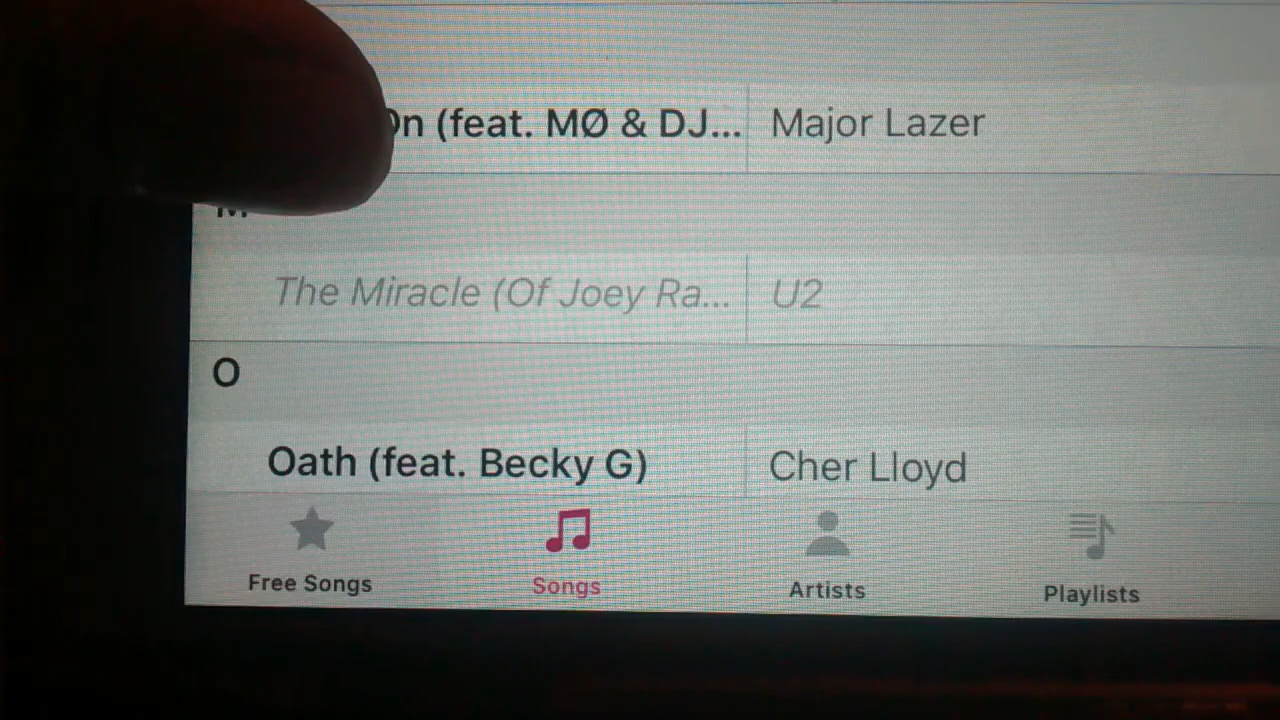 On (feat. MØ & DJ... Major Lazer
M
The Miracle (Of Joey Ra... U2
O
Oath (feat. Becky G) Cher Lloyd
Free Songs Songs Artists Playlists